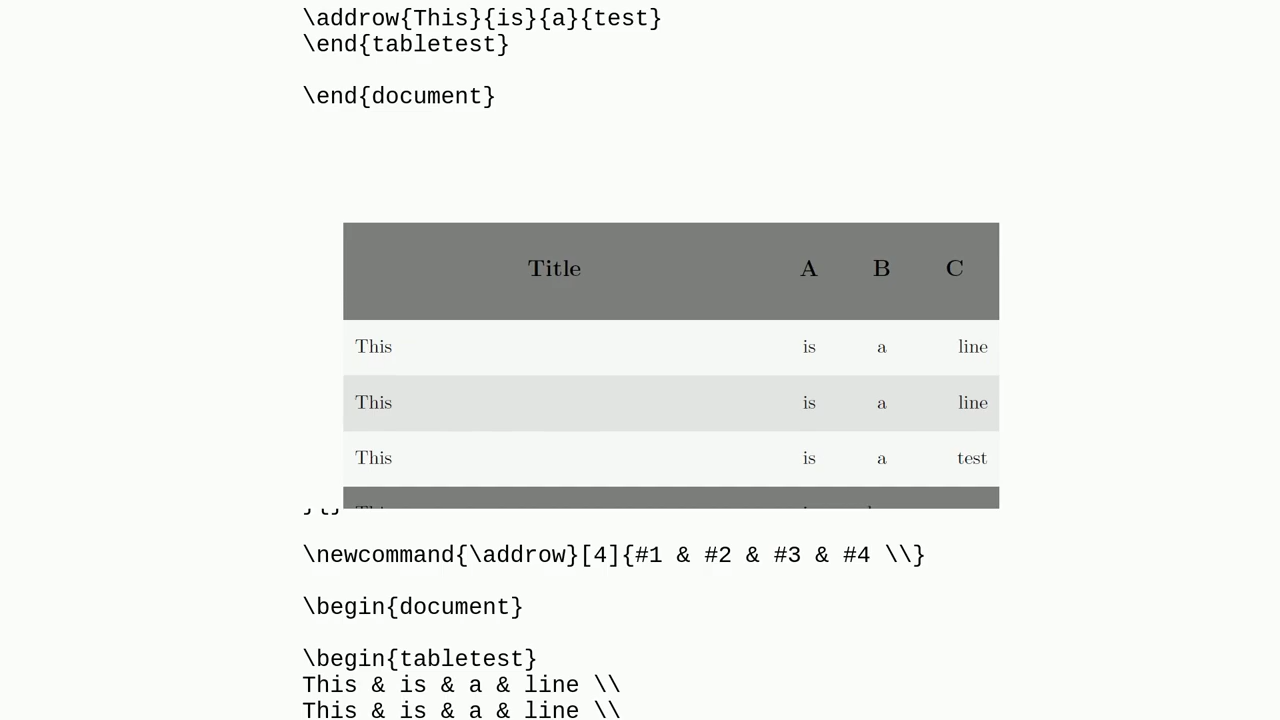 \addrow{This}{is}{a}{test}
\end{tabletest}
\end{document}
Title A B C
This is a line
This is a line
This is a test
}{}
\newcommand{\addrow}[4]{#1 & #2 & #3 & #4 \\}
\begin{document}
\begin{tabletest}
This & is & a & line \\
This & is & a & line \\